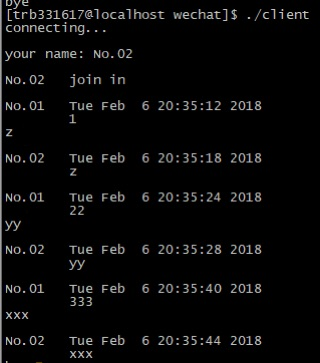 bye
[trb331617@localhost wechat]$ ./client
connecting...
your name: No.02
No.02 join in
No.01 Tue Feb 6 20:35:12 2018
1
z
No.02 Tue Feb 6 20:35:18 2018
z
No.01 Tue Feb 6 20:35:24 2018
22
yy
No.02 Tue Feb 6 20:35:28 2018
yy
No.01 Tue Feb 6 20:35:40 2018
333
xxx
No.02 Tue Feb 6 20:35:44 2018
xxx